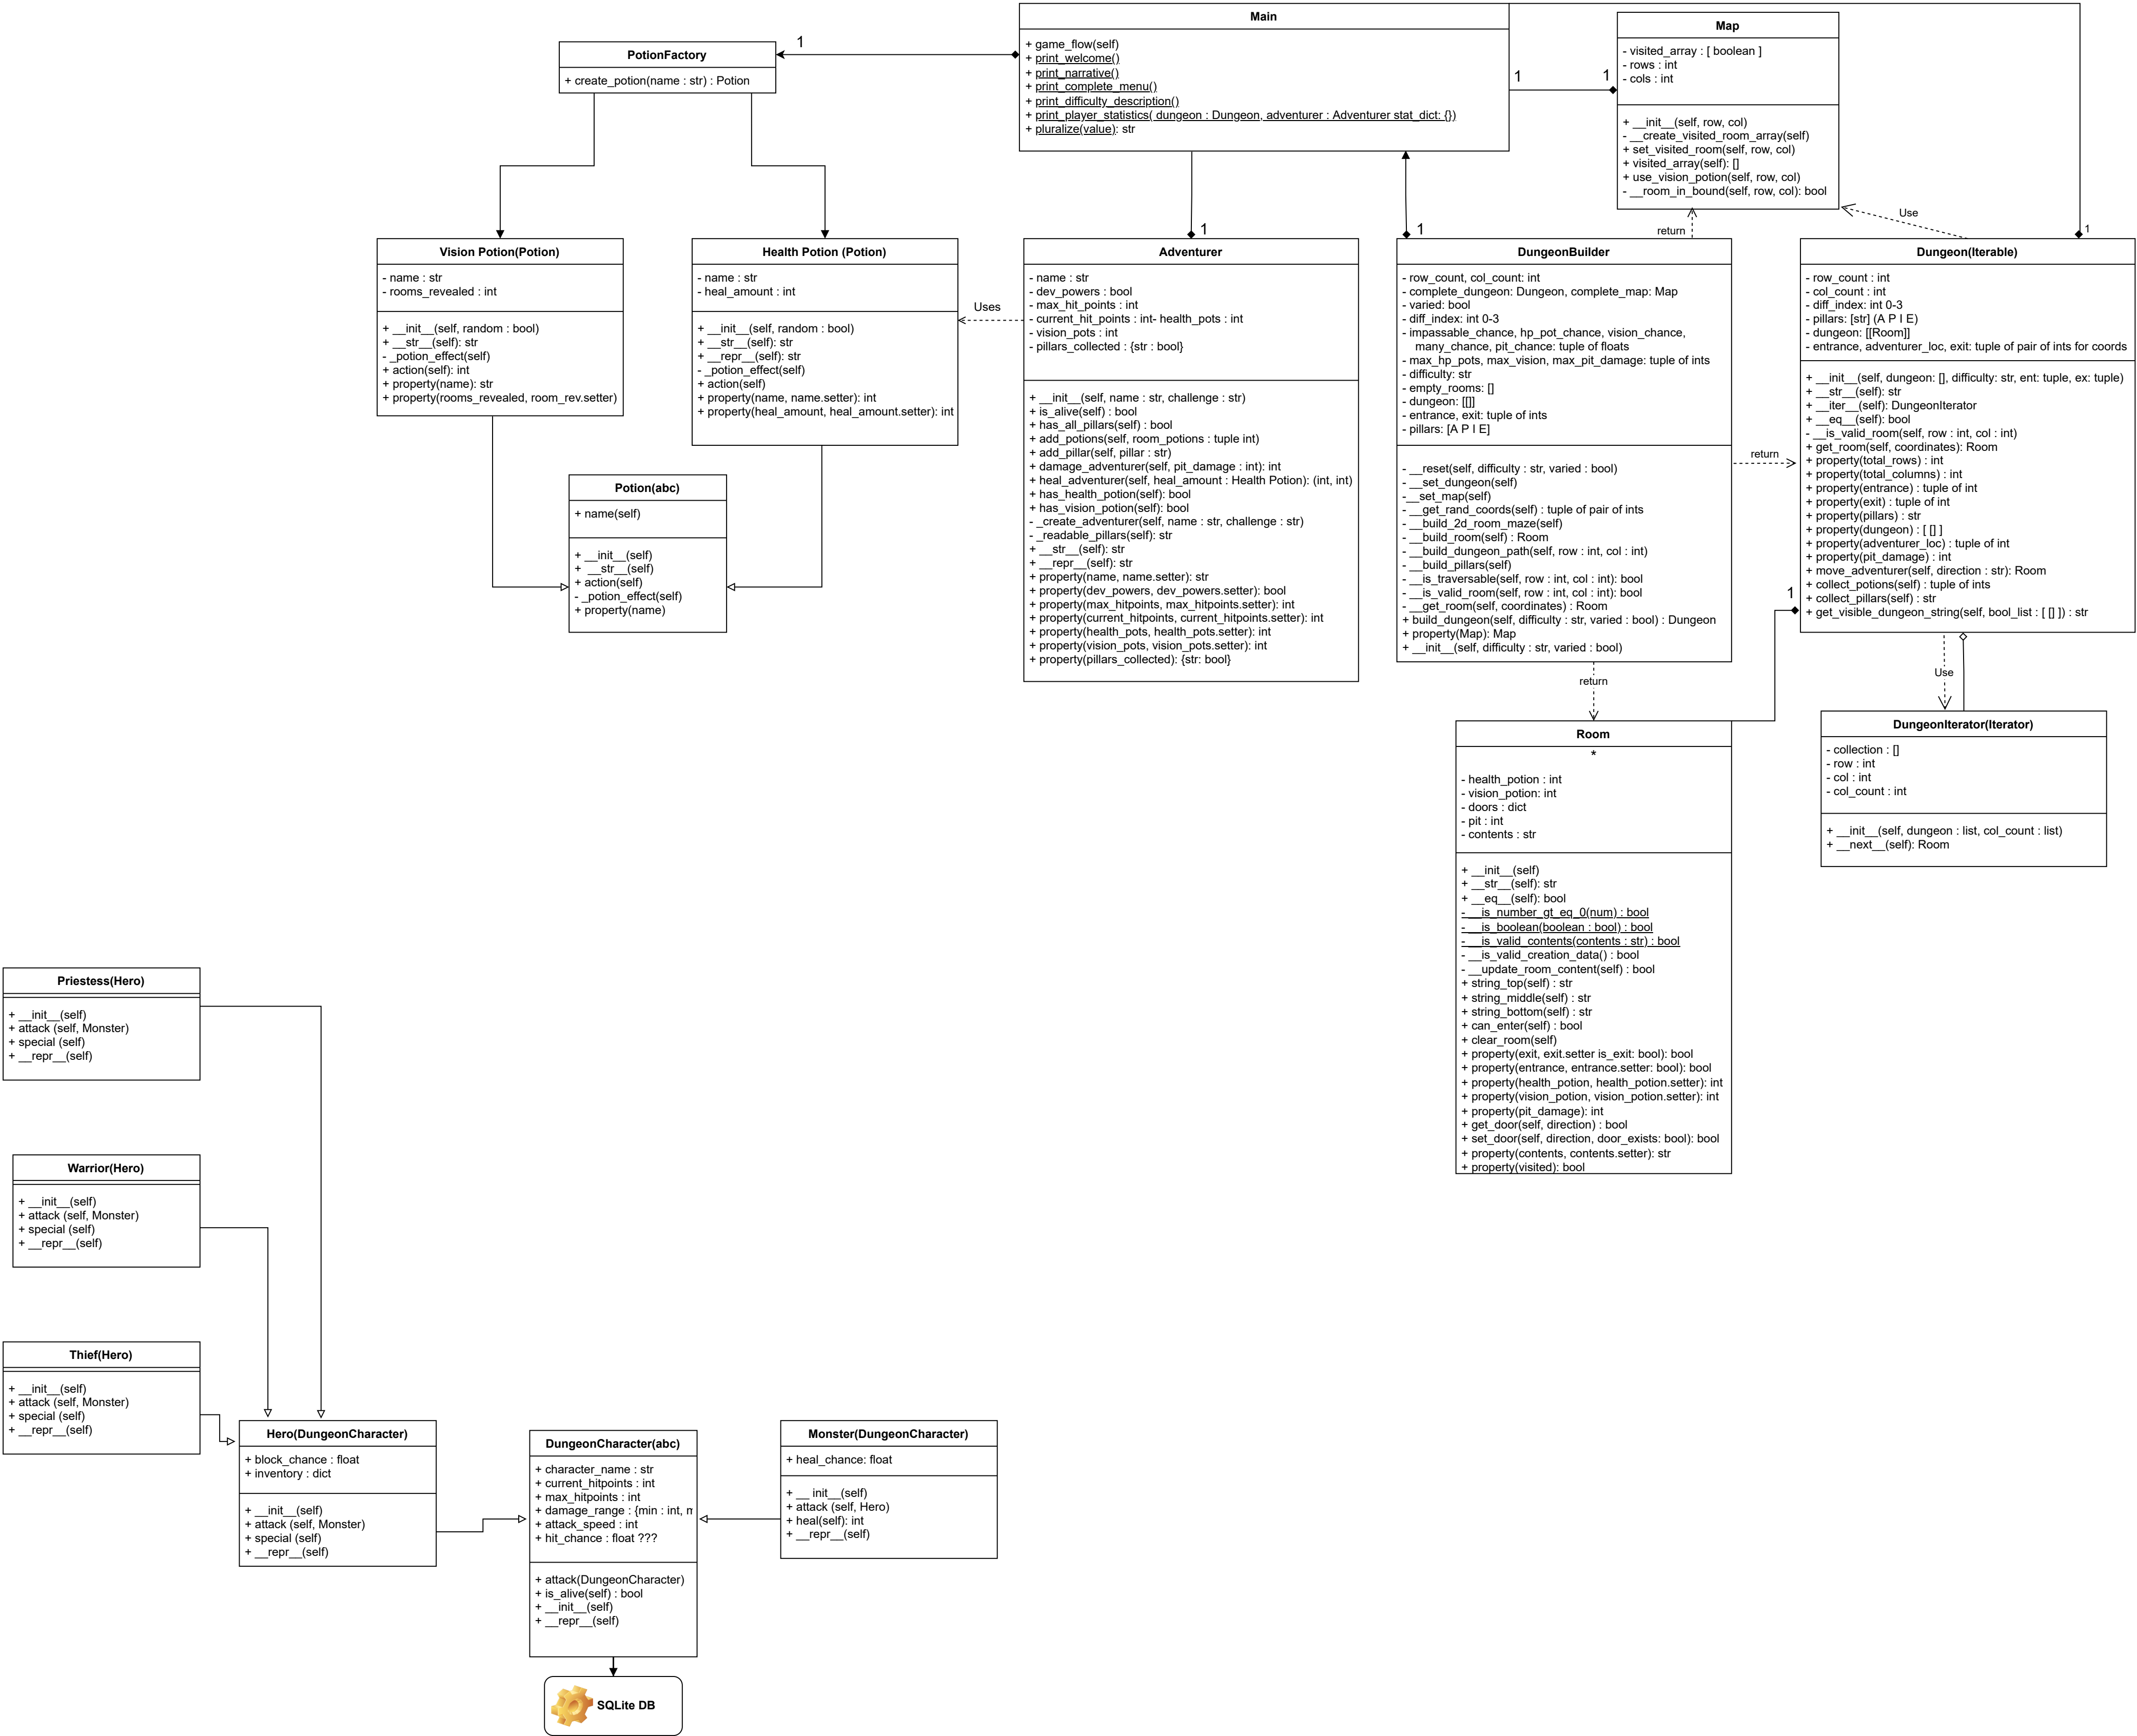 Main
+ game_flow(self)
+ print_welcome()
+ print_narrative()
+ print_complete_menu()
+ print_difficulty_description()
+ print_player_statistics( dungeon : Dungeon, adventurer : Adventurer stat_dict: {})
+ pluralize(value): str
Map
- visited_array : [ boolean ]
- rows : int
- cols : int
+ __init__(self, row, col)
- __create_visited_room_array(self)
+ set_visited_room(self, row, col)
+ visited_array(self): []
+ use_vision_potion(self, row, col)
- __room_in_bound(self, row, col): bool
PotionFactory
+ create_potion(name : str) : Potion
1
1
1
1
1
1
return
Use
Vision Potion(Potion)
- name : str
- rooms_revealed : int
+ __init__(self, random : bool)
+ __str__(self): str
- _potion_effect(self)
+ action(self): int
+ property(name): str
+ property(rooms_revealed, room_rev.setter)
Health Potion (Potion)
- name : str
- heal_amount : int
+ __init__(self, random : bool)
+ __str__(self): str
+ __repr__(self): str
- _potion_effect(self)
+ action(self)
+ property(name, name.setter): int
+ property(heal_amount, heal_amount.setter): int
Uses
Adventurer
- name : str
- dev_powers : bool
- max_hit_points : int
- current_hit_points : int- health_pots : int
- vision_pots : int
- pillars_collected : {str : bool}
+ __init__(self, name : str, challenge : str)
+ is_alive(self) : bool
+ has_all_pillars(self) : bool
+ add_potions(self, room_potions : tuple int)
+ add_pillar(self, pillar : str)
+ damage_adventurer(self, pit_damage : int): int
+ heal_adventurer(self, heal_amount : Health Potion): (int, int)
+ has_health_potion(self): bool
+ has_vision_potion(self): bool
- _create_adventurer(self, name : str, challenge : str)
- _readable_pillars(self): str
+ __str__(self): str
+ __repr__(self): str
+ property(name, name.setter): str
+ property(dev_powers, dev_powers.setter): bool
+ property(max_hitpoints, max_hitpoints.setter): int
+ property(current_hitpoints, current_hitpoints.setter): int
+ property(health_pots, health_pots.setter): int
+ property(vision_pots, vision_pots.setter): int
+ property(pillars_collected): {str: bool}
DungeonBuilder
- row_count, col_count: int
- complete_dungeon: Dungeon, complete_map: Map
- varied: bool
- diff_index: int 0-3
- impassable_chance, hp_pot_chance, vision_chance,
many_chance, pit_chance: tuple of floats
- max_hp_pots, max_vision, max_pit_damage: tuple of ints
- difficulty: str
- empty_rooms: []
- dungeon: [[]]
- entrance, exit: tuple of ints
- pillars: [A P I E]
- __reset(self, difficulty : str, varied : bool)
- __set_dungeon(self)
-__set_map(self)
- __get_rand_coords(self) : tuple of pair of ints
- __build_2d_room_maze(self)
- __build_room(self) : Room
- __build_dungeon_path(self, row : int, col : int)
- __build_pillars(self)
- __is_traversable(self, row : int, col : int): bool
- __is_valid_room(self, row : int, col : int): bool
- __get_room(self, coordinates) : Room
+ build_dungeon(self, difficulty : str, varied : bool) : Dungeon
+ property(Map): Map
+ __init__(self, difficulty : str, varied : bool)
return
return
Dungeon(Iterable)
- row_count : int
- col_count : int
- diff_index: int 0-3
- pillars: [str] (A P I E)
- dungeon: [[Room]]
- entrance, adventurer_loc, exit: tuple of pair of ints for coords
+ __init__(self, dungeon: [], difficulty: str, ent: tuple, ex: tuple)
+ __str__(self): str
+ __iter__(self): DungeonIterator
+ __eq__(self): bool
- __is_valid_room(self, row : int, col : int)
+ get_room(self, coordinates): Room
+ property(total_rows) : int
+ property(total_columns) : int
+ property(entrance) : tuple of int
+ property(exit) : tuple of int
+ property(pillars) : str
+ property(dungeon) : [ [] ]
+ property(adventurer_loc) : tuple of int
+ property(pit_damage) : int
+ move_adventurer(self, direction : str): Room
+ collect_potions(self) : tuple of ints
+ collect_pillars(self) : str
+ get_visible_dungeon_string(self, bool_list : [ [] ]) : str
1
Use
Potion(abc)
+ name(self)
+ __init__(self)
+  __str__(self)
+ action(self)
- _potion_effect(self)
+ property(name)
Room
*
- health_potion : int
- vision_potion: int
- doors : dict
- pit : int
- contents : str
+ __init__(self)
+ __str__(self): str
+ __eq__(self): bool
- __is_number_gt_eq_0(num) : bool
- __is_boolean(boolean : bool) : bool
- __is_valid_contents(contents : str) : bool
- __is_valid_creation_data() : bool
- __update_room_content(self) : bool
+ string_top(self) : str
+ string_middle(self) : str
+ string_bottom(self) : str
+ can_enter(self) : bool
+ clear_room(self)
+ property(exit, exit.setter is_exit: bool): bool
+ property(entrance, entrance.setter: bool): bool
+ property(health_potion, health_potion.setter): int
+ property(vision_potion, vision_potion.setter): int
+ property(pit_damage): int
+ get_door(self, direction) : bool
+ set_door(self, direction, door_exists: bool): bool
+ property(contents, contents.setter): str
+ property(visited): bool
DungeonIterator(Iterator)
- collection : []
- row : int
- col : int
- col_count : int
+ __init__(self, dungeon : list, col_count : list)
+ __next__(self): Room
Priestess(Hero)
+ __init__(self)
+ attack (self, Monster)
+ special (self)
+ __repr__(self)
Warrior(Hero)
+ __init__(self)
+ attack (self, Monster)
+ special (self)
+ __repr__(self)
Thief(Hero)
+ __init__(self)
+ attack (self, Monster)
+ special (self)
+ __repr__(self)
Hero(DungeonCharacter)
+ block_chance : float
+ inventory : dict
+ __init__(self)
+ attack (self, Monster)
+ special (self)
+ __repr__(self)
DungeonCharacter(abc)
+ character_name : str
+ current_hitpoints : int
+ max_hitpoints : int
+ damage_range : {min : int,
+ attack_speed : int
+ hit_chance : float ???
+ attack(DungeonCharacter)
+ is_alive(self) : bool
+ __init__(self)
+ __repr__(self)
Monster(DungeonCharacter)
+ heal_chance: float
+ __ init__(self)
+ attack (self, Hero)
+ heal(self): int
+ __repr__(self)
SQLite DB